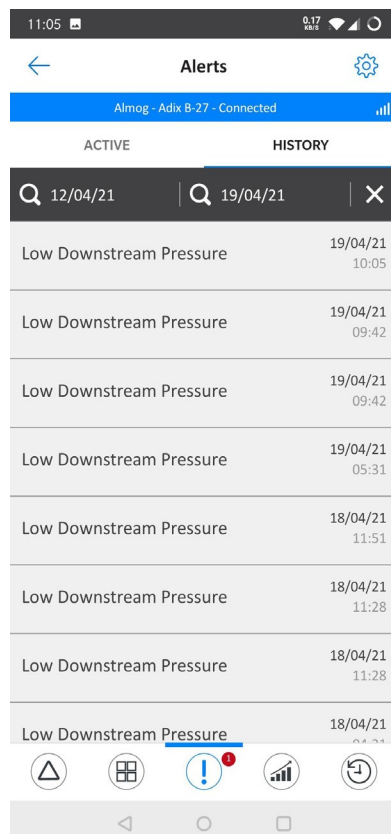 11:05
0.17
KB/S
Alerts
Almog - Adix B-27 - Connected
ACTIVE
HISTORY
12/04/21
19/04/21
Low Downstream Pressure
19/04/21
10:05
Low Downstream Pressure
19/04/21
09:42
Low Downstream Pressure
19/04/21
09:42
Low Downstream Pressure
19/04/21
05:31
Low Downstream Pressure
18/04/21
11:51
Low Downstream Pressure
18/04/21
11:28
Low Downstream Pressure
18/04/21
11:28
Low Downstream Pressure
18/04/21
1